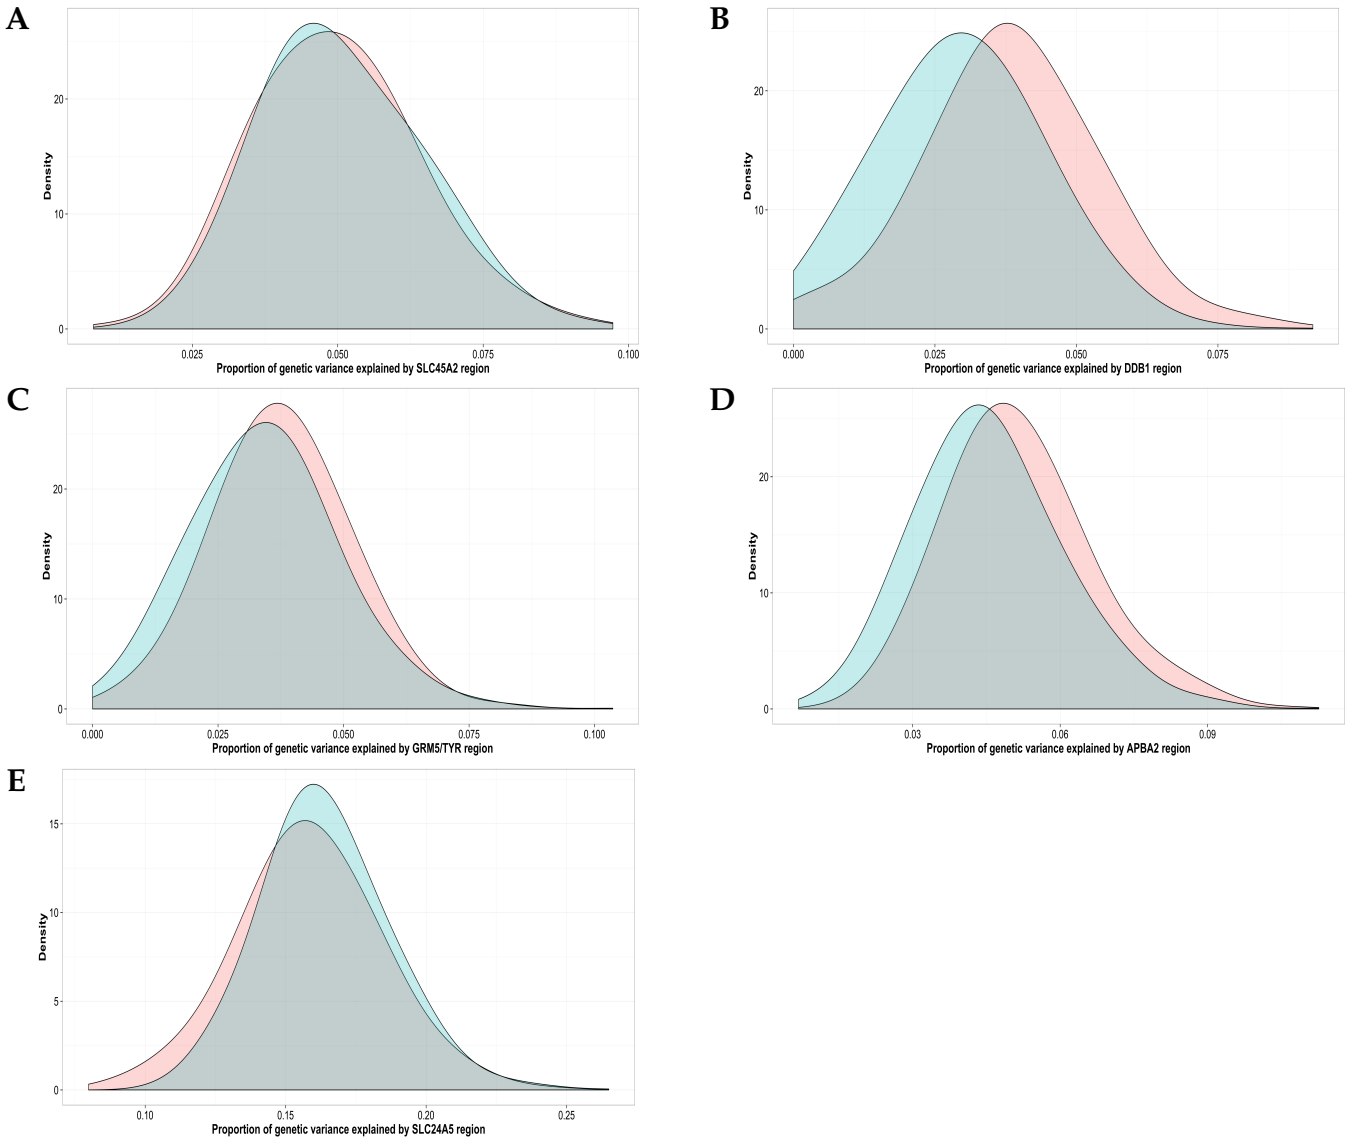 A
Density
20
10
0
0.025 0.050 0.075 0.100
Proportion of genetic variance explained by SLC45A2 region
B
Density
20
10
0
0.000 0.025 0.050 0.075
Proportion of genetic variance explained by DDB1 region
C
Density
20
10
0
0.000 0.025 0.050 0.075 0.100
Proportion of genetic variance explained by GRM5/TYR region
D
Density
20
10
0
0.03 0.06 0.09
Proportion of genetic variance explained by APBA2 region
E
Density
15
10
5
0
0.10 0.15 0.20 0.25
Proportion of genetic variance explained by SLC24A5 region